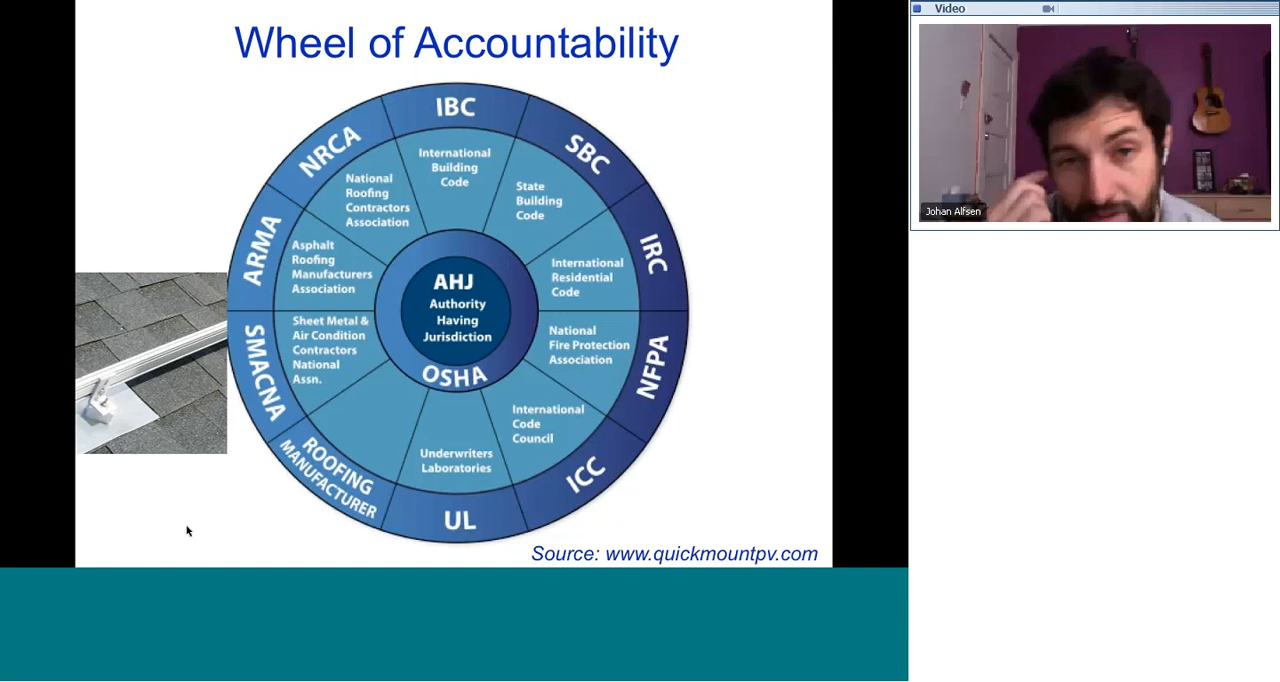 Wheel of Accountability
IBC
International
Building
Code
SBC
State
Building
Code
IRC
International
Residential
Code
NFPA
National
Fire Protection
Association
ICC
International
Code
Council
UL
Underwriters
Laboratories
ROOFING
MANUFACTURER
SMACNA
Sheet Metal &
Air Condition
Contractors
National
Assn.
ARMA
Asphalt
Roofing
Manufacturers
Association
NRCA
National
Roofing
Contractors
Association
AHJ
Authority
Having
Jurisdiction
OSHA
Source: www.quickmountpv.com
Video
Johan Alfsen